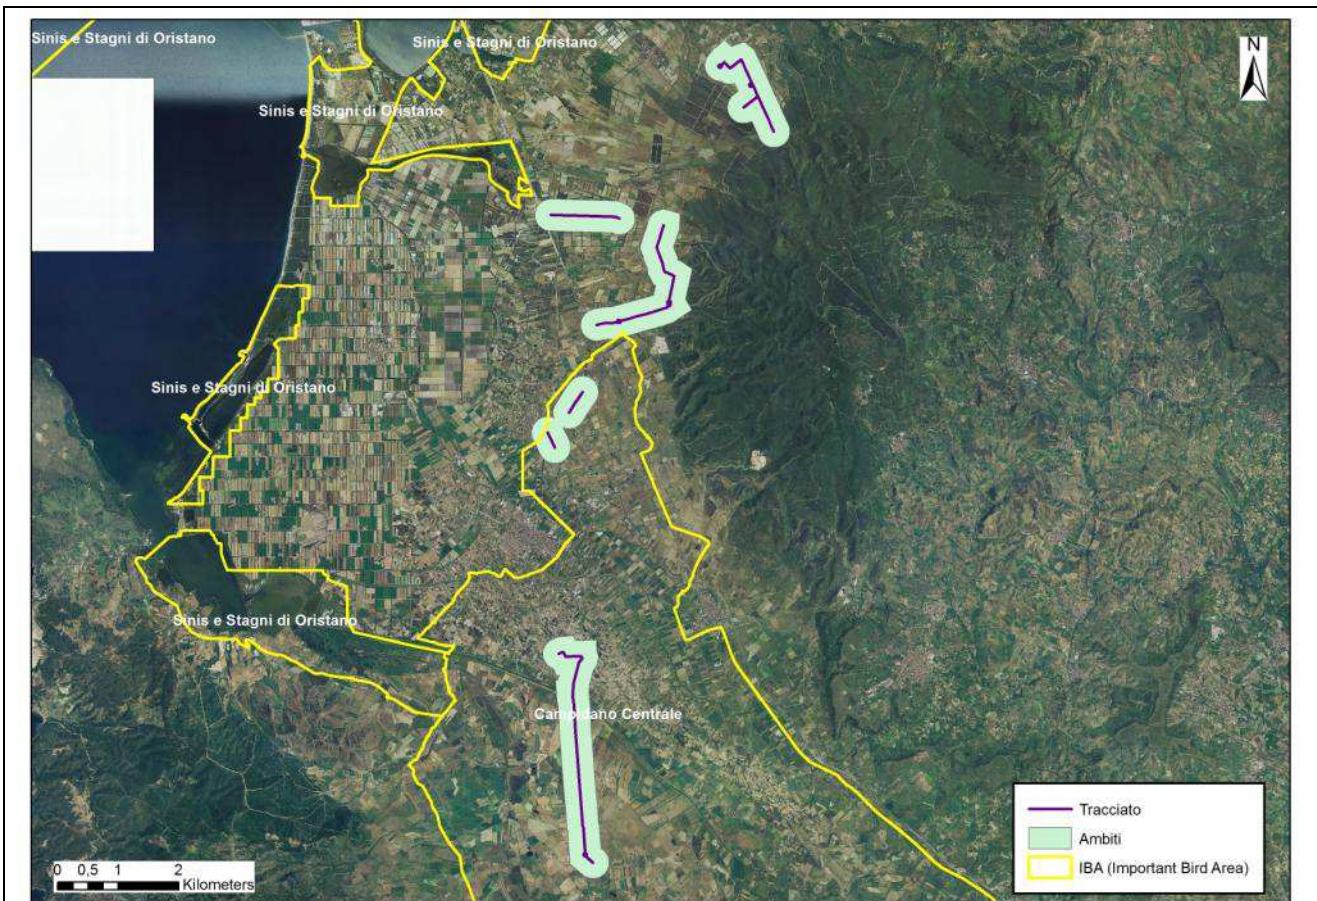 Sinis e Stagni di Oristano
Sinis e Stagni di Oristano
N
Sinis e Stagni di Oristano
Sinis e Stagni di Oristano
Sinis e Stagni di Oristano
Campidano Centrale
Tracciato
Ambiti
IBA (Important Bird Area)
0 0,5 1 2
Kilometers